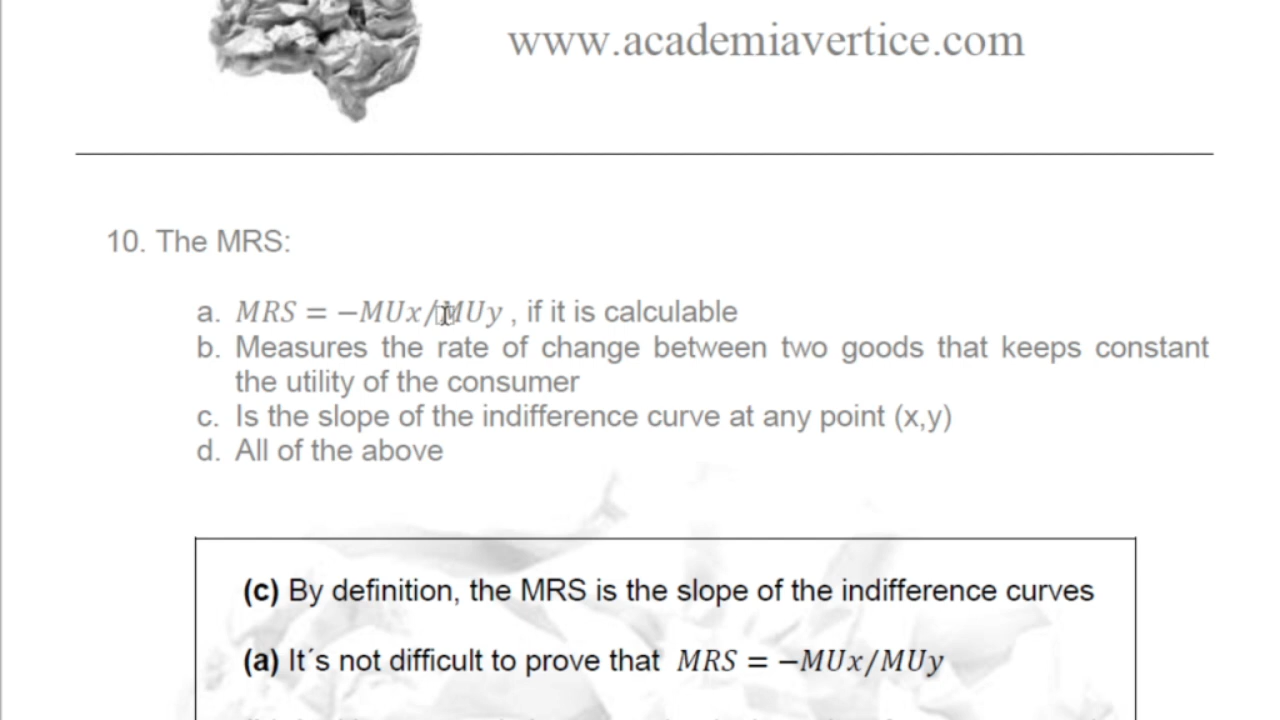 www.academiavertice.com
10. The MRS:
a. MRS = −MUx/MUy , if it is calculable
b. Measures the rate of change between two goods that keeps constant
the utility of the consumer
c. Is the slope of the indifference curve at any point (x,y)
d. All of the above
(c) By definition, the MRS is the slope of the indifference curves
(a) It´s not difficult to prove that MRS = −MUx/MUy